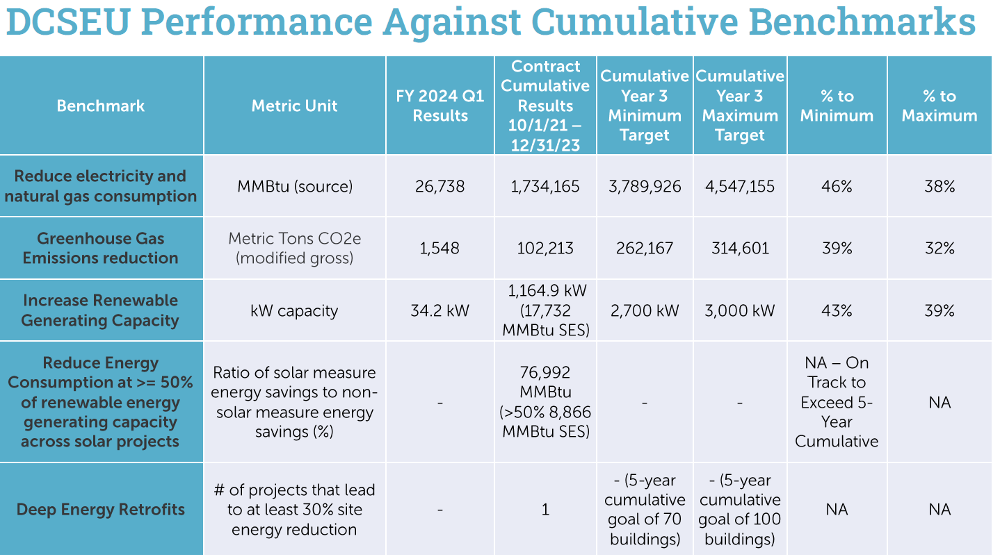 DCSEU Performance Against Cumulative Benchmarks
Benchmark
Metric Unit
FY 2024 Q1
Results
Contract
Cumulative
Results
10/1/21 –
12/31/23
Cumulative
Year 3
Minimum
Target
Cumulative
Year 3
Maximum
Target
% to
Minimum
% to
Maximum
Reduce electricity and
natural gas consumption
MMBtu (source)
26,738
1,734,165
3,789,926
4,547,155
46%
38%
Greenhouse Gas
Emissions reduction
Metric Tons CO2e
(modified gross)
1,548
102,213
262,167
314,601
39%
32%
Increase Renewable
Generating Capacity
kW capacity
34.2 kW
1,164.9 kW
(17,732
MMBtu SES)
2,700 kW
3,000 kW
43%
39%
Reduce Energy
Consumption at >= 50%
of renewable energy
generating capacity
across solar projects
Ratio of solar measure
energy savings to non-
solar measure energy
savings (%)
-
76,992
MMBtu
(>50% 8,866
MMBtu SES)
-
-
NA – On
Track to
Exceed 5-
Year
Cumulative
NA
Deep Energy Retrofits
# of projects that lead
to at least 30% site
energy reduction
-
1
- (5-year
cumulative
goal of 70
buildings)
- (5-year
cumulative
goal of 100
buildings)
NA
NA